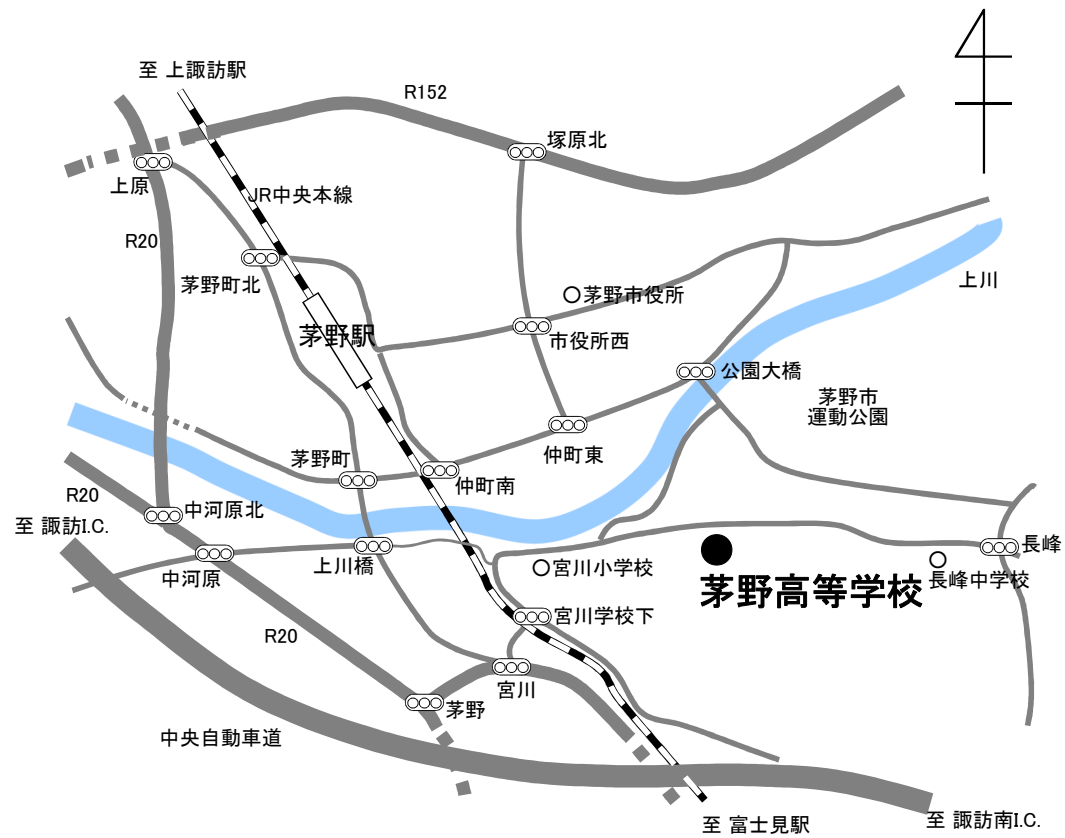 至 上諏訪駅
R152
塚原北
上原
JR中央本線
R20
上川
茅野町北
茅野市役所
茅野駅
市役所西
公園大橋
茅野市
運動公園
仲町東
茅野町
仲町南
R20
中河原北
至 諏訪I.C.
長峰
上川橋
宮川小学校
中河原
長峰中学校
茅野高等学校
宮川学校下
R20
宮川
茅野
中央自動車道
至 富士見駅
至 諏訪南I.C.